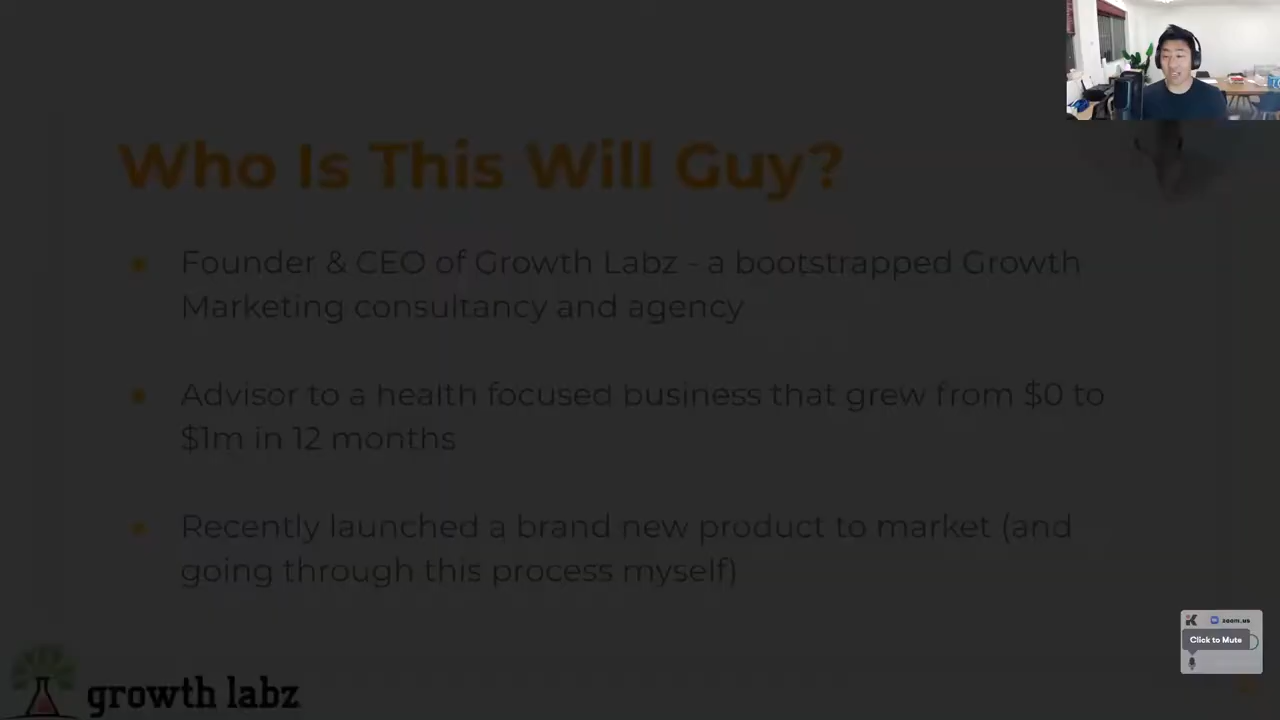 Who Is This Will Guy?
Founder & CEO of Growth Labz - a bootstrapped Growth
Marketing consultancy and agency
Advisor to a health focused business that grew from $0 to
$1m in 12 months
Recently launched a brand new product to market (and
going through this process myself)
zoom.us
Click to Mute
growth labz